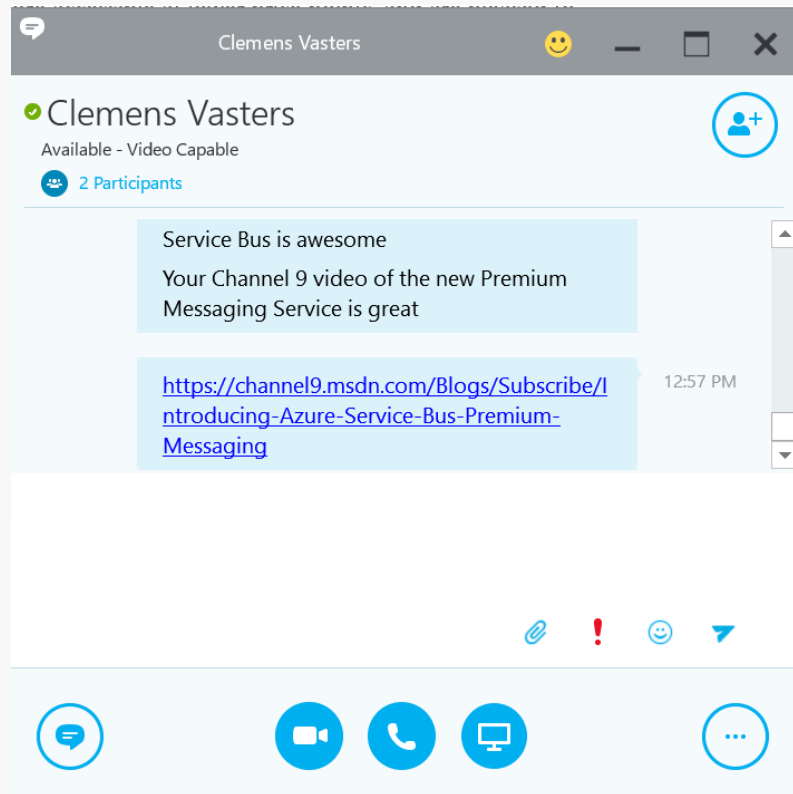 Clemens Vasters
Clemens Vasters
Available - Video Capable
2 Participants
Service Bus is awesome
Your Channel 9 video of the new Premium
Messaging Service is great
https://channel9.msdn.com/Blogs/Subscribe/I
ntroducing-Azure-Service-Bus-Premium-
Messaging
12:57 PM